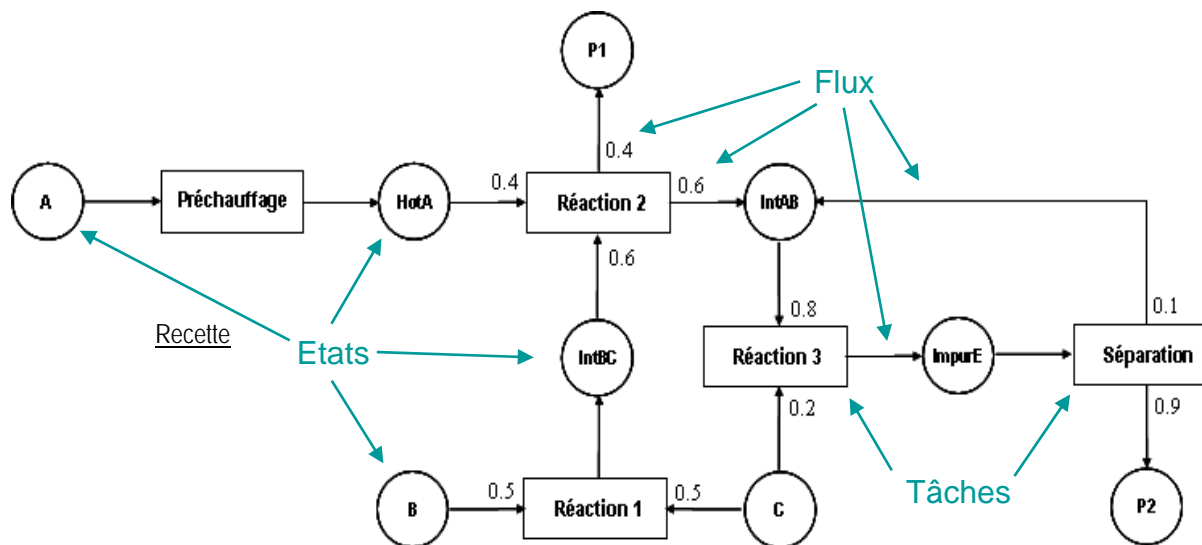 P1
Flux
0.4
A
Préchauffage
HotA
0.4
Réaction 2
0.6
IntAB
0.6
Recette
Etats
IntBC
0.8
Réaction 3
ImpurE
0.1
Séparation
0.2
0.9
Tâches
B
0.5
Réaction 1
0.5
C
P2